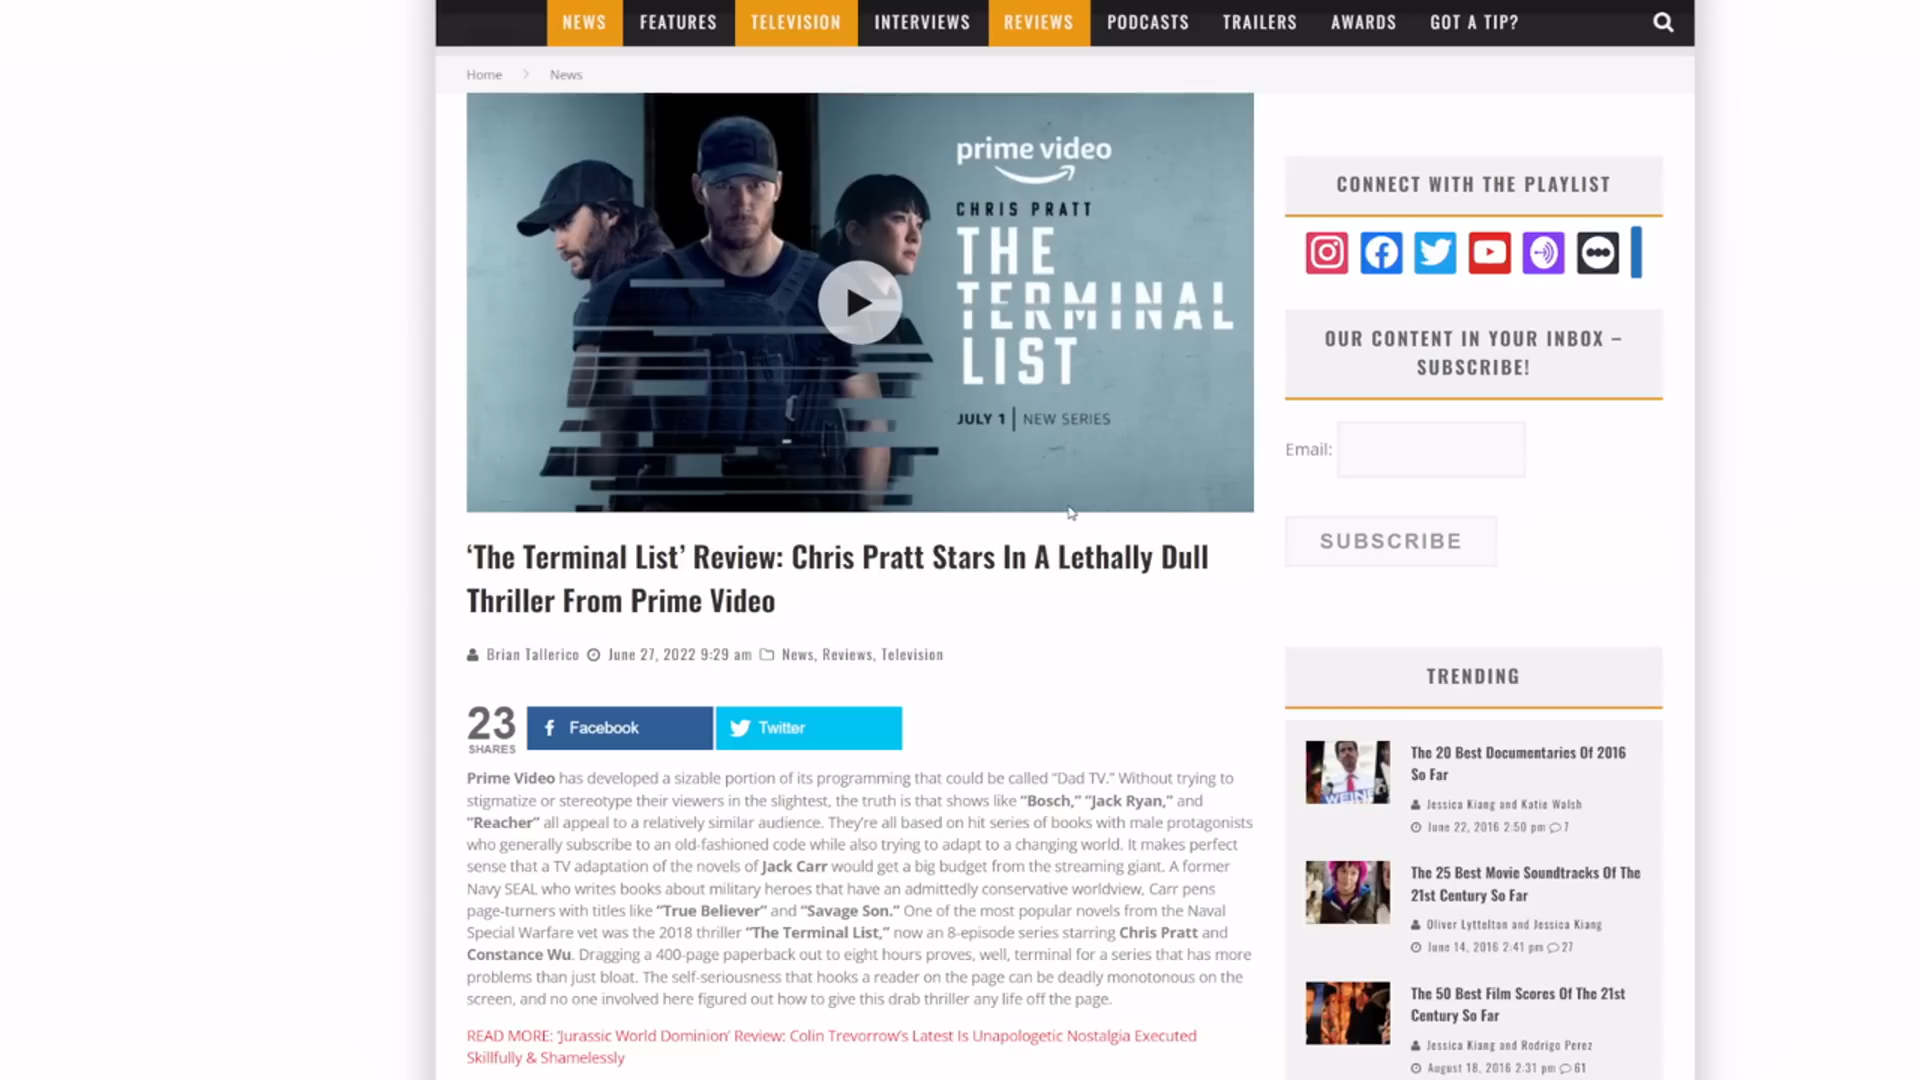 NEWS FEATURES TELEVISION INTERVIEWS REVIEWS PODCASTS TRAILERS AWARDS GOT A TIP?
Home > News
prime video
CHRIS PRATT
THE
TERMINAL
LIST
JULY 1 | NEW SERIES
‘The Terminal List’ Review: Chris Pratt Stars In A Lethally Dull
Thriller From Prime Video
Brian Tallerico June 27, 2022 9:29 am News, Reviews, Television
23
SHARES
Facebook
Twitter
Prime Video has developed a sizable portion of its programming that could be called “Dad TV.” Without trying to
stigmatize or stereotype their viewers in the slightest, the truth is that shows like “Bosch,” “Jack Ryan,” and
“Reacher” all appeal to a relatively similar audience. They’re all based on hit series of books with male protagonists
who generally subscribe to an old-fashioned code while also trying to adapt to a changing world. It makes perfect
sense that a TV adaptation of the novels of Jack Carr would get a big budget from the streaming giant. A former
Navy SEAL who writes books about military heroes that have an admittedly conservative worldview, Carr pens
page-turners with titles like “True Believer” and “Savage Son.” One of the most popular novels from the Naval
Special Warfare vet was the 2018 thriller “The Terminal List,” now an 8-episode series starring Chris Pratt and
Constance Wu. Dragging a 400-page paperback out to eight hours proves, well, terminal for a series that has more
problems than just bloat. The self-seriousness that hooks a reader on the page can be deadly monotonous on the
screen, and no one involved here figured out how to give this drab thriller any life off the page.
READ MORE: ‘Jurassic World Dominion’ Review: Colin Trevorrow’s Latest Is Unapologetic Nostalgia Executed
Skillfully & Shamelessly
CONNECT WITH THE PLAYLIST
OUR CONTENT IN YOUR INBOX –
SUBSCRIBE!
Email:
SUBSCRIBE
TRENDING
WEINE
The 20 Best Documentaries Of 2016
So Far
Jessica Kiang and Katie Walsh
June 22, 2016 2:50 pm 7
The 25 Best Movie Soundtracks Of The
21st Century So Far
Oliver Lyttelton and Jessica Kiang
June 14, 2016 2:41 pm 27
The 50 Best Film Scores Of The 21st
Century So Far
Jessica Kiang and Rodrigo Perez
August 18, 2016 2:31 pm 61